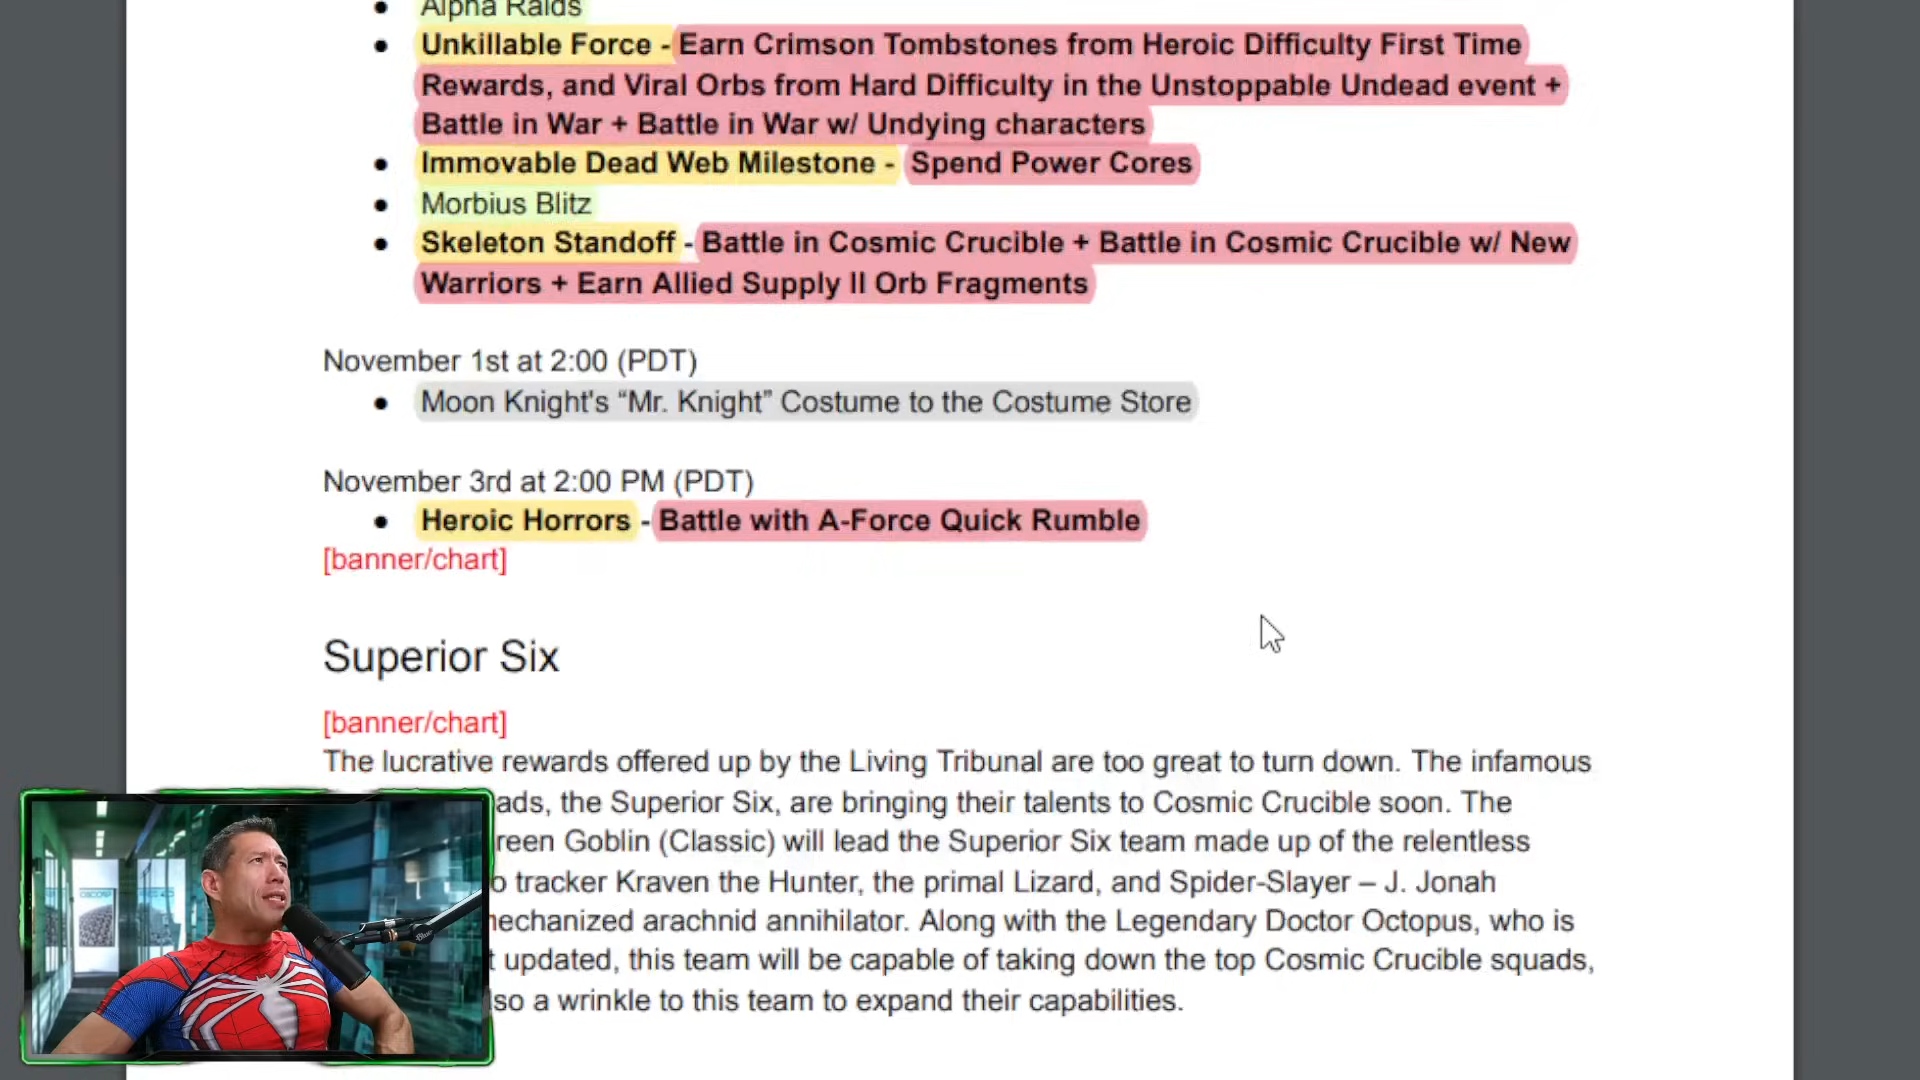 Alpha Raids
Unkillable Force - Earn Crimson Tombstones from Heroic Difficulty First Time
Rewards, and Viral Orbs from Hard Difficulty in the Unstoppable Undead event +
Battle in War + Battle in War w/ Undying characters
Immovable Dead Web Milestone - Spend Power Cores
Morbius Blitz
Skeleton Standoff - Battle in Cosmic Crucible + Battle in Cosmic Crucible w/ New
Warriors + Earn Allied Supply II Orb Fragments
November 1st at 2:00 (PDT)
Moon Knight's “Mr. Knight” Costume to the Costume Store
November 3rd at 2:00 PM (PDT)
Heroic Horrors - Battle with A-Force Quick Rumble
[banner/chart]
Superior Six
[banner/chart]
The lucrative rewards offered up by the Living Tribunal are too great to turn down. The infamous
ads, the Superior Six, are bringing their talents to Cosmic Crucible soon. The
reen Goblin (Classic) will lead the Superior Six team made up of the relentless
o tracker Kraven the Hunter, the primal Lizard, and Spider-Slayer – J. Jonah
mechanized arachnid annihilator. Along with the Legendary Doctor Octopus, who is
t updated, this team will be capable of taking down the top Cosmic Crucible squads,
lso a wrinkle to this team to expand their capabilities.